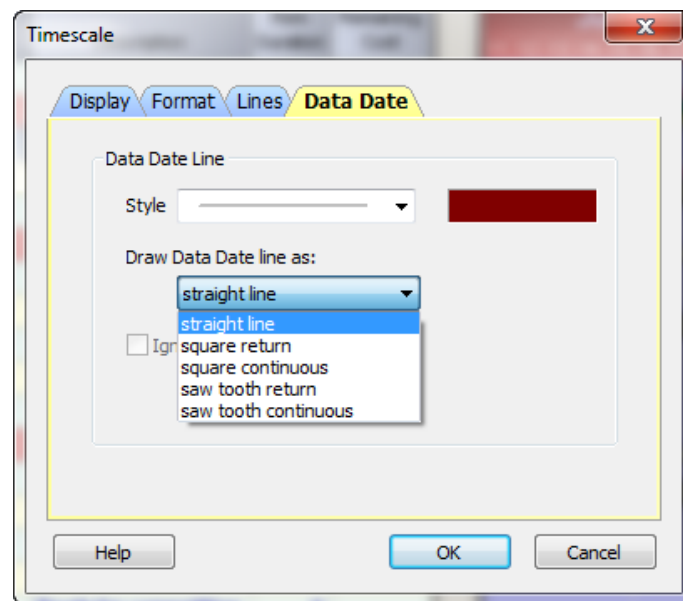 Timescale
Display Format Lines Data Date
Data Date Line
Style
Draw Data Date line as:
straight line
straight line
Ign
square return
square continuous
saw tooth return
saw tooth continuous
Help OK Cancel